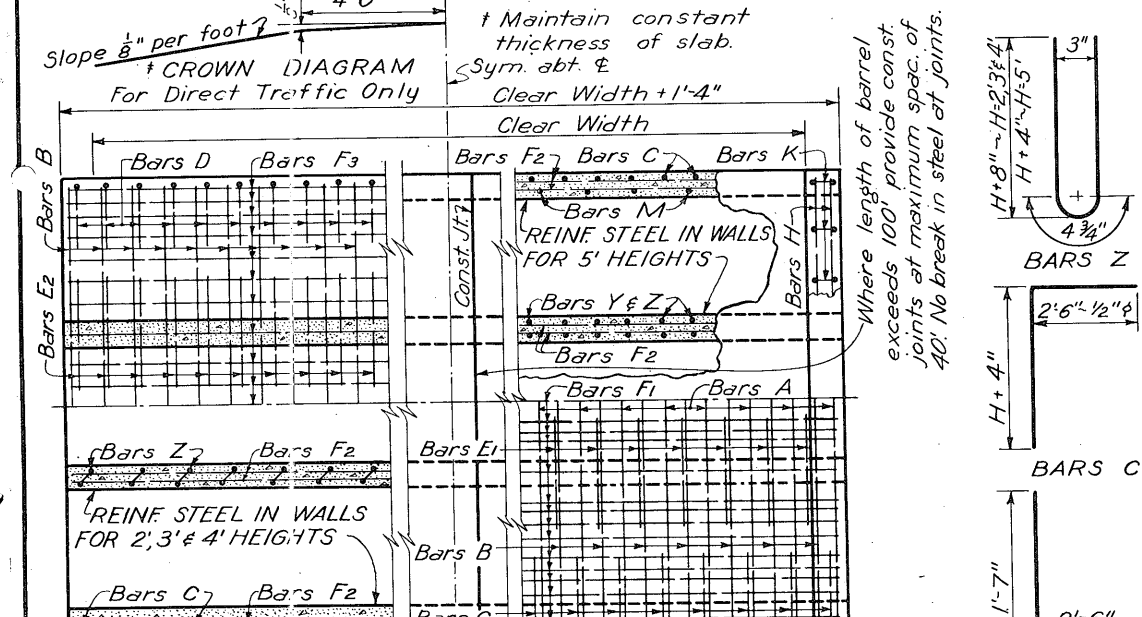 4'-0"
Slope 1/8" per foot
‡ CROWN DIAGRAM
For Direct Traffic Only
‡ Maintain constant
thickness of slab.
Sym. abt. ℄
Clear Width + 1'-4"
Clear Width
Bars D
Bars F3
Bars F2
Bars C
Bars K
Bars B
Bars E2
Bars M
REINF. STEEL IN WALLS
FOR 5' HEIGHTS
Const. Jt.
Bars H
Bars Y & Z
Bars F2
Bars E2
Bars F1
Bars A
Bars Z
Bars F2
Bars E1
REINF. STEEL IN WALLS
FOR 2', 3' & 4' HEIGHTS
Bars B
Bars C
Bars F2
Where length of barrel
exceeds 100' provide const.
joints at maximum spac. of
40'. No break in steel at joints.
H+8"~H=2',3'&4'
H+4"~H=5'
3"
4 3/4"
BARS Z
2'-6"~1/2"ϕ
H + 4"
BARS C
1'-7"